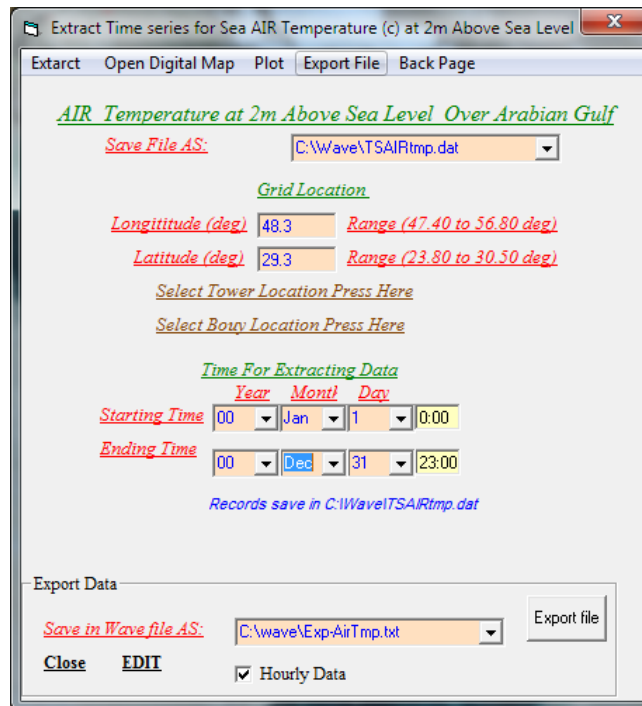 Extract Time series for Sea AIR Temperature (c) at 2m Above Sea Level
Extarct Open Digital Map Plot Export File Back Page
AIR Temperature at 2m Above Sea Level Over Arabian Gulf
Save File AS: C:\Wave\TSAIRtmp.dat
Grid Location
Longititude (deg) 48.3 Range (47.40 to 56.80 deg)
Latitude (deg) 29.3 Range (23.80 to 30.50 deg)
Select Tower Location Press Here
Select Bouy Location Press Here
Time For Extracting Data
Year Month Day
Starting Time 00 Jan 1 0:00
Ending Time 00 Dec 31 23:00
Records save in C:\Wave\TSAIRtmp.dat
Export Data
Save in Wave file AS: C:\wave\Exp-AirTmp.txt Export file
Close EDIT Hourly Data